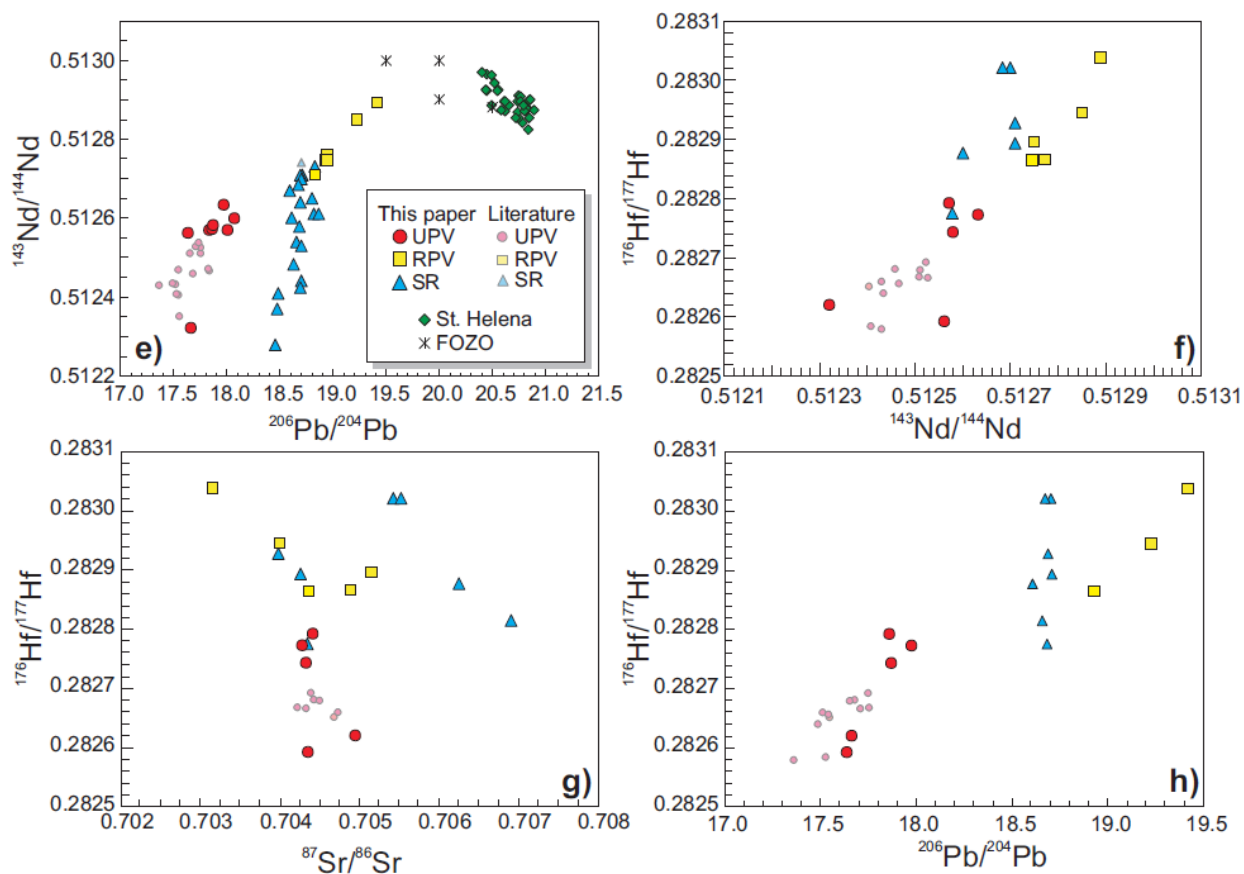 0.5130
0.5128
0.5126
0.5124
0.5122
17.0 17.5 18.0 18.5 19.0 19.5 20.0 20.5 21.0 21.5
143Nd/144Nd
206Pb/204Pb
e)
This paper Literature
UPV UPV
RPV RPV
SR SR
St. Helena
FOZO
0.2831
0.2830
0.2829
0.2828
0.2827
0.2826
0.2825
0.5121 0.5123 0.5125 0.5127 0.5129 0.5131
176Hf/177Hf
143Nd/144Nd
f)
0.2831
0.2830
0.2829
0.2828
0.2827
0.2826
0.2825
0.702 0.703 0.704 0.705 0.706 0.707 0.708
176Hf/177Hf
87Sr/86Sr
g)
0.2831
0.2830
0.2829
0.2828
0.2827
0.2826
0.2825
17.0 17.5 18.0 18.5 19.0 19.5
176Hf/177Hf
206Pb/204Pb
h)